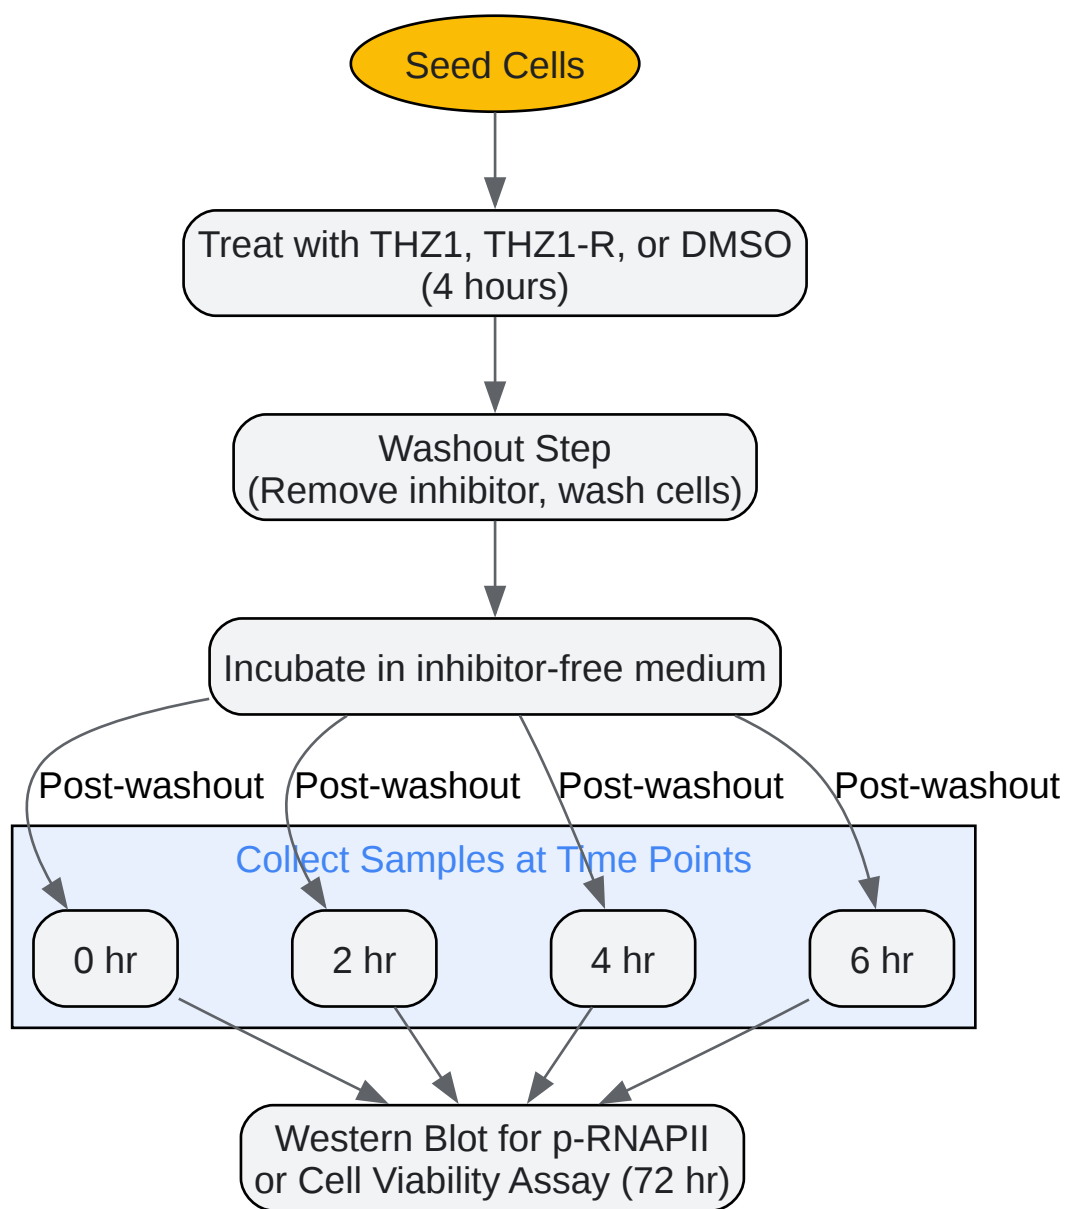 Seed Cells
Treat with THZ1, THZ1-R, or DMSO
(4 hours)
Washout Step
(Remove inhibitor, wash cells)
Incubate in inhibitor-free medium
Post-washout
Post-washout
Post-washout
Post-washout
Collect Samples at Time Points
0 hr
2 hr
4 hr
6 hr
Western Blot for p-RNAPII
or Cell Viability Assay (72 hr)